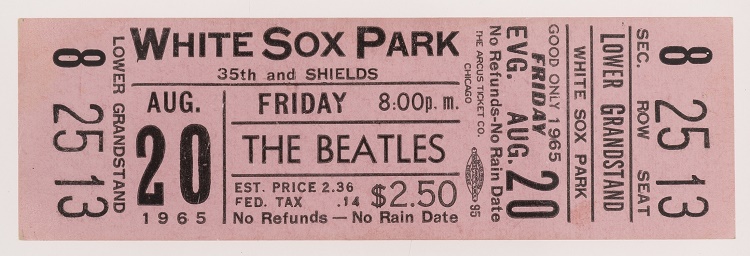 8 25 13
LOWER GRANDSTAND
WHITE SOX PARK
35th and SHIELDS
AUG.
20
1965
FRIDAY 8:00p.m.
THE BEATLES
EST. PRICE 2.36
FED. TAX .14
$2.50
No Refunds — No Rain Date
GOOD ONLY 1965
FRIDAY
EVG. AUG. 20
No Refunds-No Rain Date
THE ARCUS TICKET CO.
CHICAGO
95
WHITE SOX PARK
LOWER GRANDSTAND
SEC. ROW SEAT
8 25 13